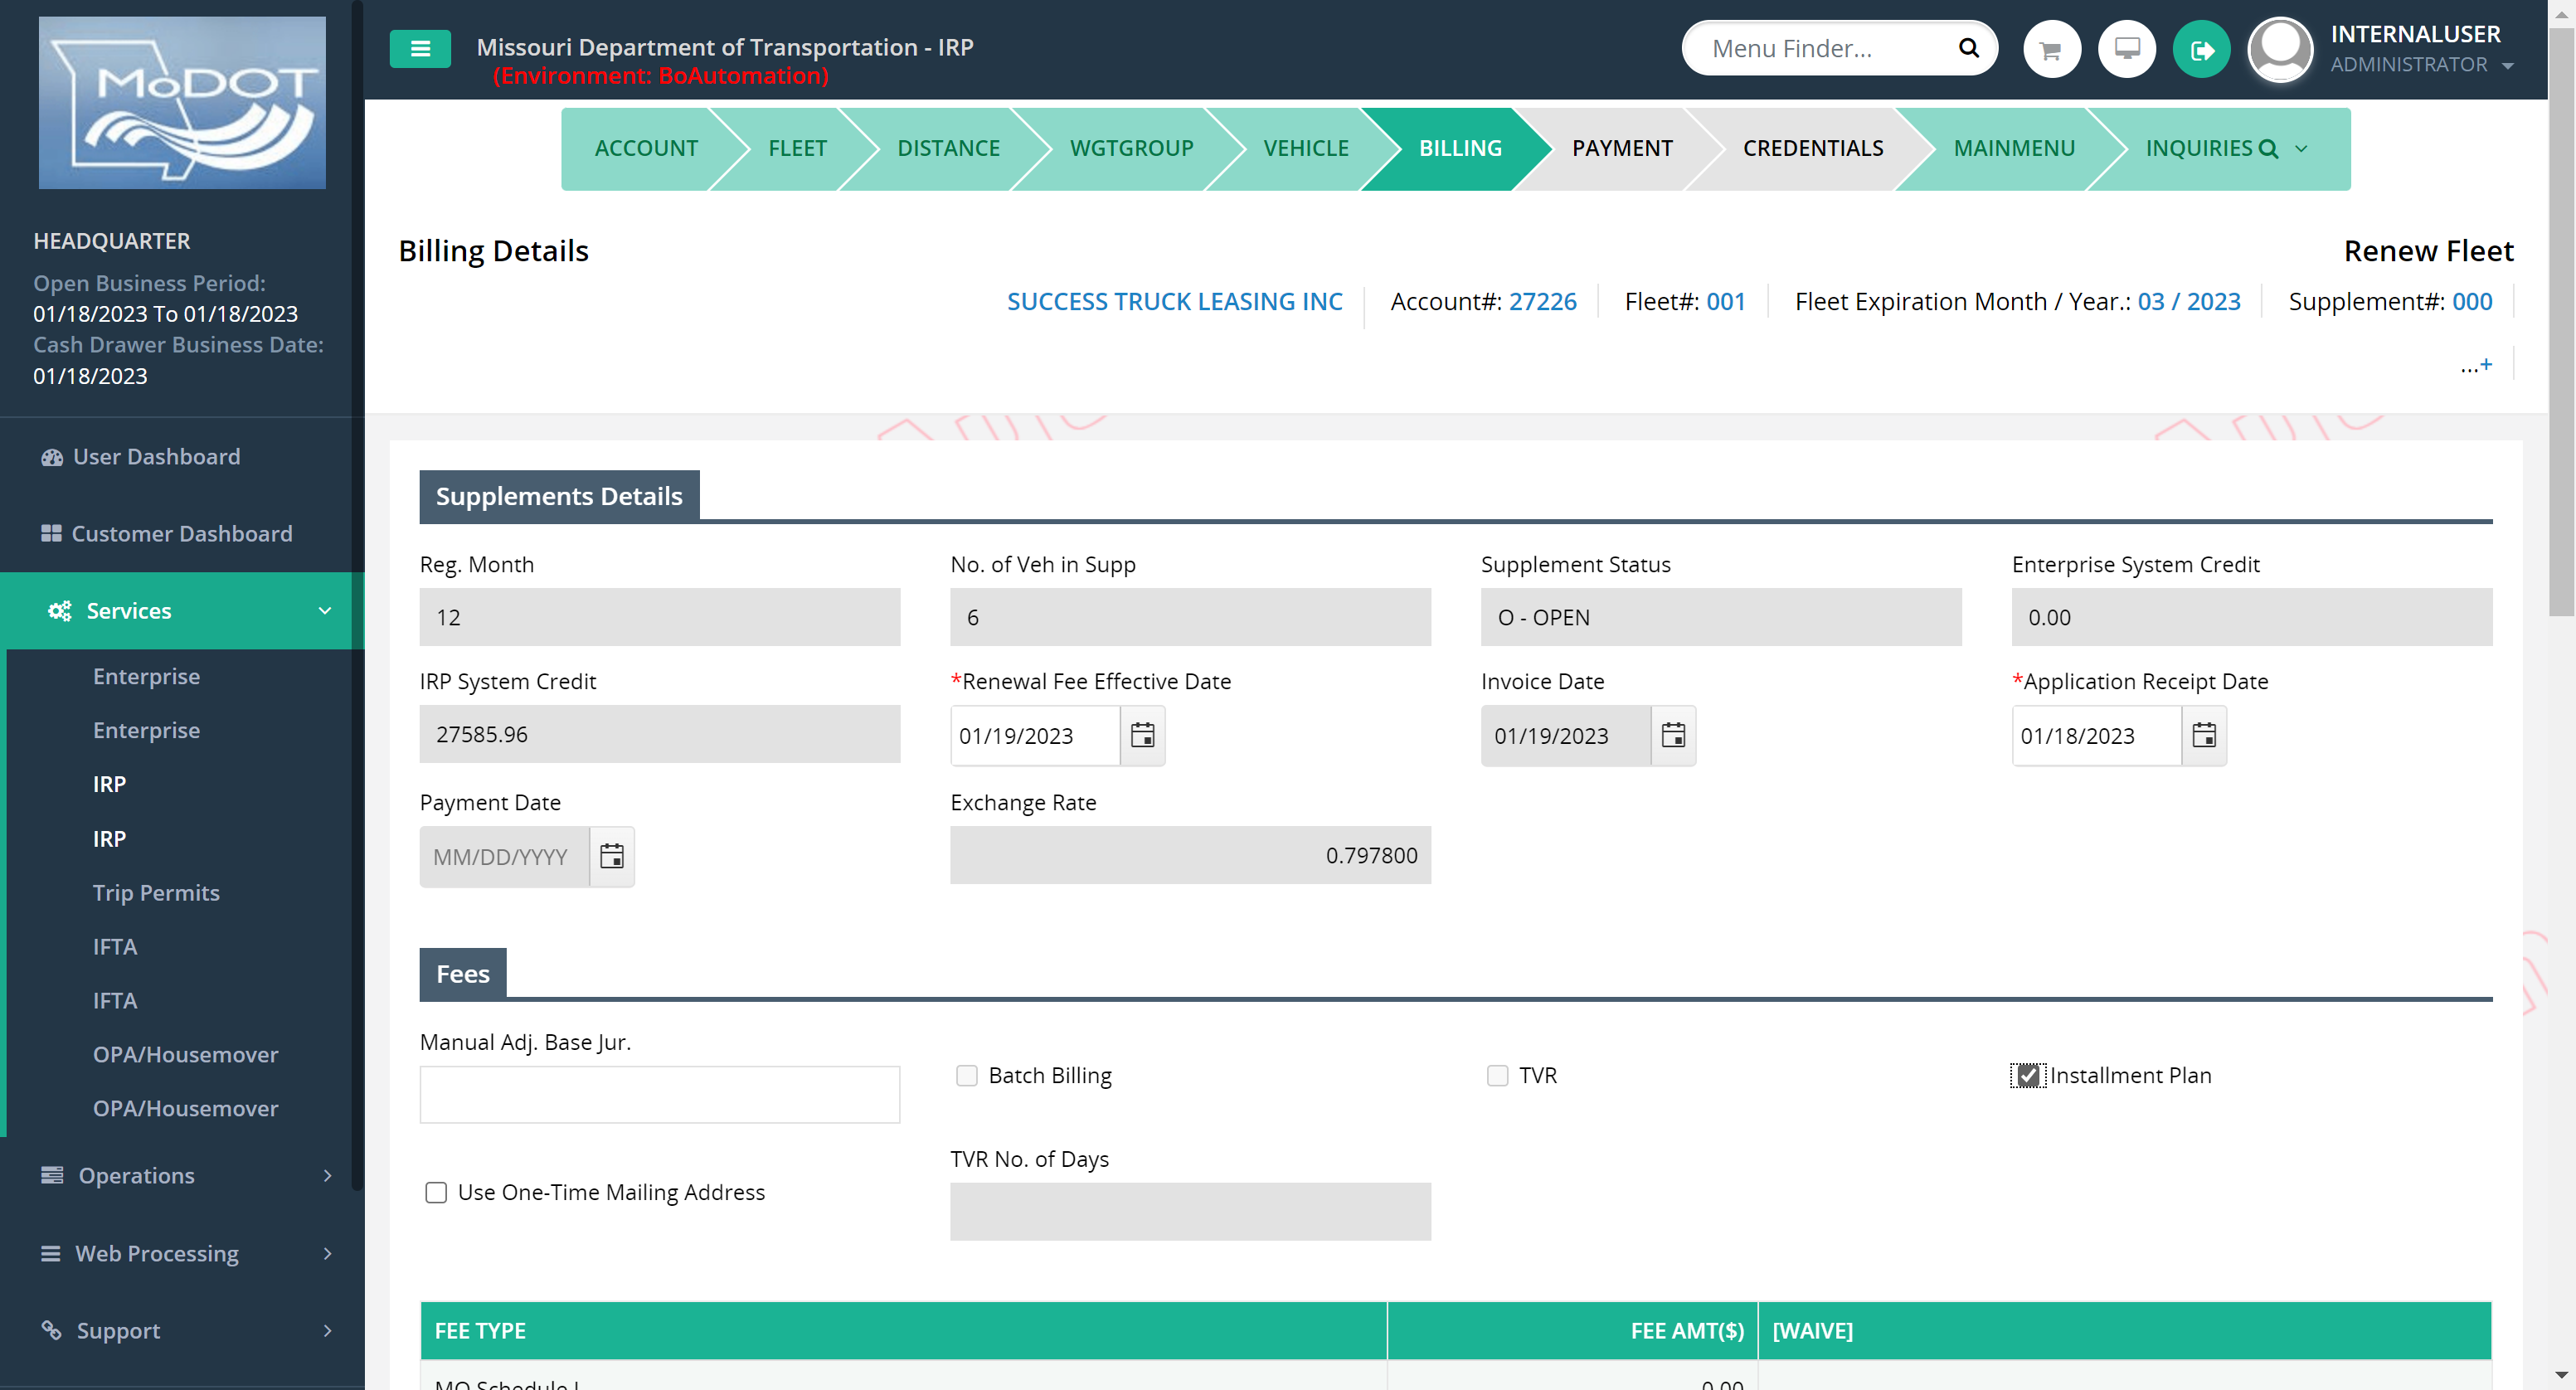 MoDOT
Missouri Department of Transportation - IRP
(Environment: BoAutomation)
Menu Finder...
INTERNALUSER
ADMINISTRATOR
HEADQUARTER
Open Business Period:
01/18/2023 To 01/18/2023
Cash Drawer Business Date:
01/18/2023
User Dashboard
Customer Dashboard
Services
Enterprise
Enterprise
IRP
IRP
Trip Permits
IFTA
IFTA
OPA/Housemover
OPA/Housemover
Operations
Web Processing
Support
ACCOUNT FLEET DISTANCE WGTGROUP VEHICLE BILLING PAYMENT CREDENTIALS MAINMENU INQUIRIES
Billing Details Renew Fleet
SUCCESS TRUCK LEASING INC Account#: 27226 Fleet#: 001 Fleet Expiration Month / Year.: 03 / 2023 Supplement#: 000
...+
Supplements Details
Reg. Month No. of Veh in Supp Supplement Status Enterprise System Credit
12 6 O - OPEN 0.00
IRP System Credit *Renewal Fee Effective Date Invoice Date *Application Receipt Date
27585.96 01/19/2023 01/19/2023 01/18/2023
Payment Date Exchange Rate
MM/DD/YYYY 0.797800
Fees
Manual Adj. Base Jur.
Batch Billing TVR Installment Plan
TVR No. of Days
Use One-Time Mailing Address
FEE TYPE FEE AMT($) [WAIVE]
MO Schedule I 0.00